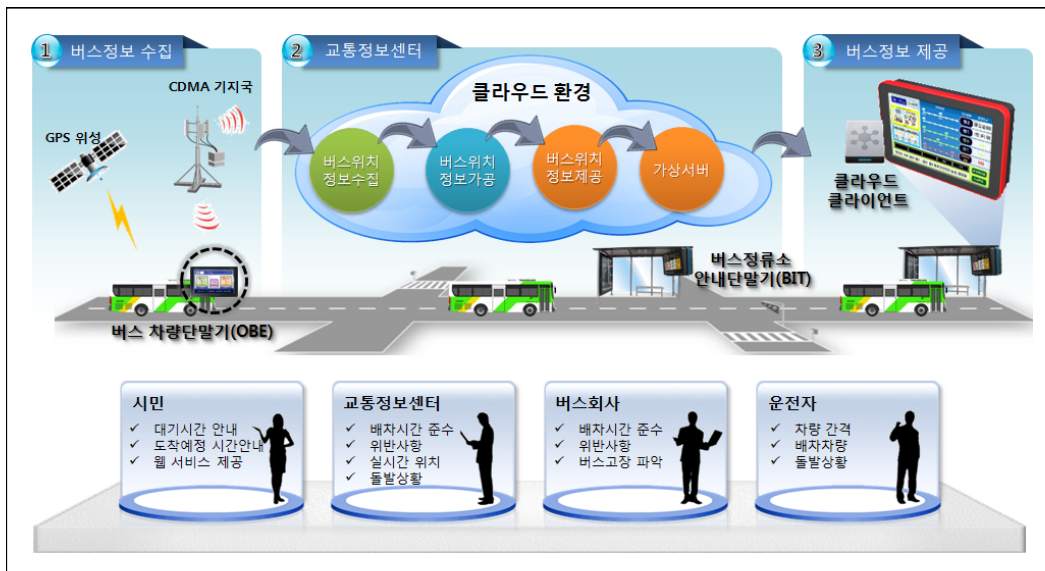 1 버스정보 수집
CDMA 기지국
GPS 위성
버스 차량단말기(OBE)
2 교통정보센터
클라우드 환경
버스위치
정보수집
버스위치
정보가공
버스위치
정보제공
가상서버
버스정류소
안내단말기(BIT)
3 버스정보 제공
클라우드
클라이언트
시민
✓ 대기시간 안내
✓ 도착예정 시간안내
✓ 웹 서비스 제공
교통정보센터
✓ 배차시간 준수
✓ 위반사항
✓ 실시간 위치
✓ 돌발상황
버스회사
✓ 배차시간 준수
✓ 위반사항
✓ 버스고장 파악
운전자
✓ 차량 간격
✓ 배차차량
✓ 돌발상황